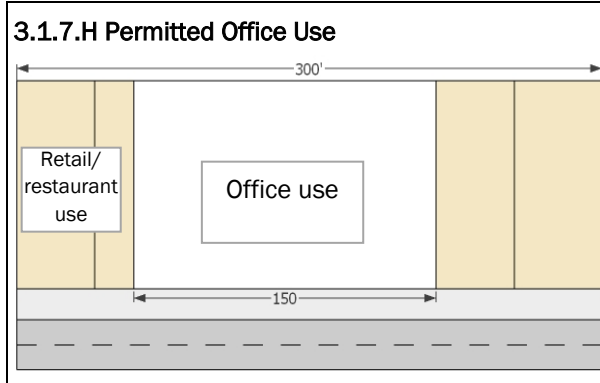 3.1.7.H Permitted Office Use
300'
Retail/
restaurant
use
Office use
150